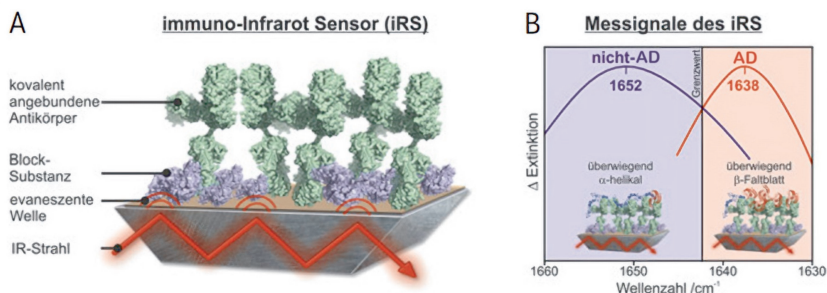 A
immuno-Infrarot Sensor (iRS)
kovalent
angebundene
Antikörper
Block-
Substanz
evaneszente
Welle
IR-Strahl
B
Messignale des iRS
nicht-AD
1652
Grenzwert
AD
1638
überwiegend
α-helikal
überwiegend
β-Faltblatt
Δ Extinktion
1660
1650
1640
1630
Wellenzahl /cm⁻¹